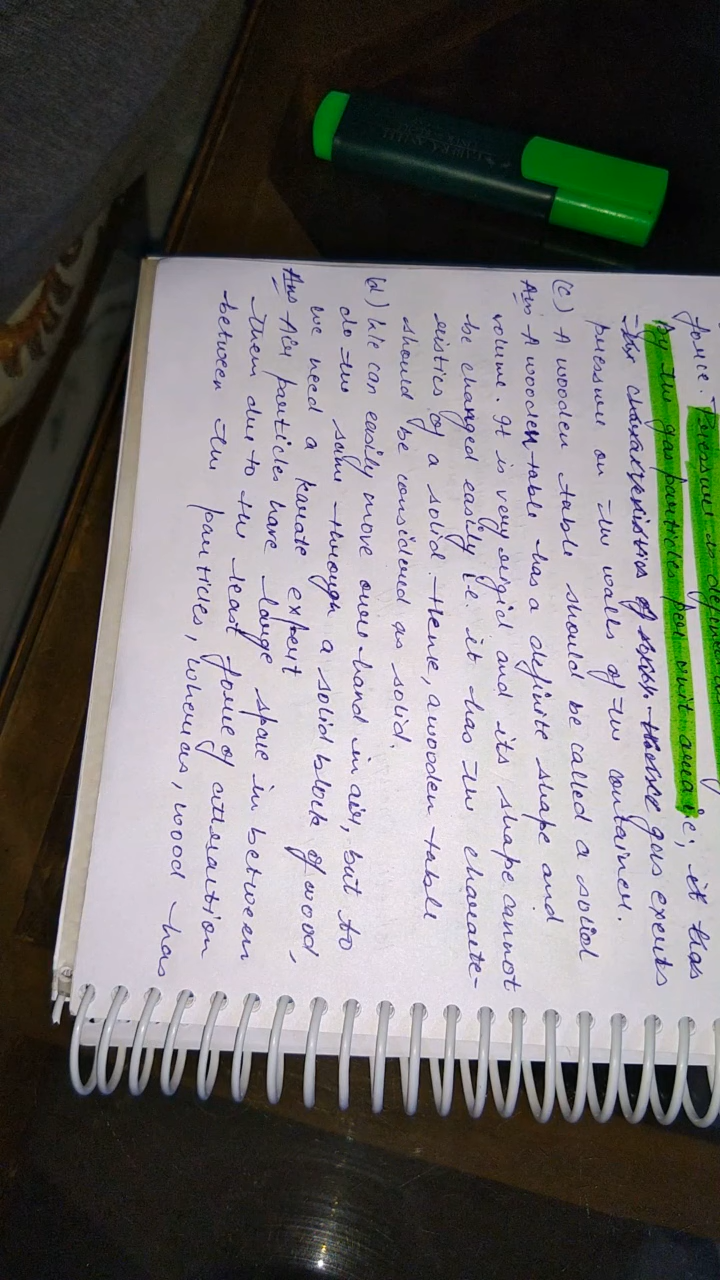 force. Pressure is defined as
by the gas particles per unit area ie; it has
the characteristics of gas exerts
pressure on the walls of the container.
(c) A wooden table should be called a solid
Ans A wooden table has a definite shape and
volume. It is very rigid and its shape cannot
be changed easily i.e. it has the characte-
ristics of a solid. Hence, a wooden table
should be considered as solid.
(d) We can easily move our hand in air, but to
do the same through a solid block of wood,
we need a karate expert
Ans Air particles have large space in between
them due to the least force of attraction
between the particles, whereas, wood has